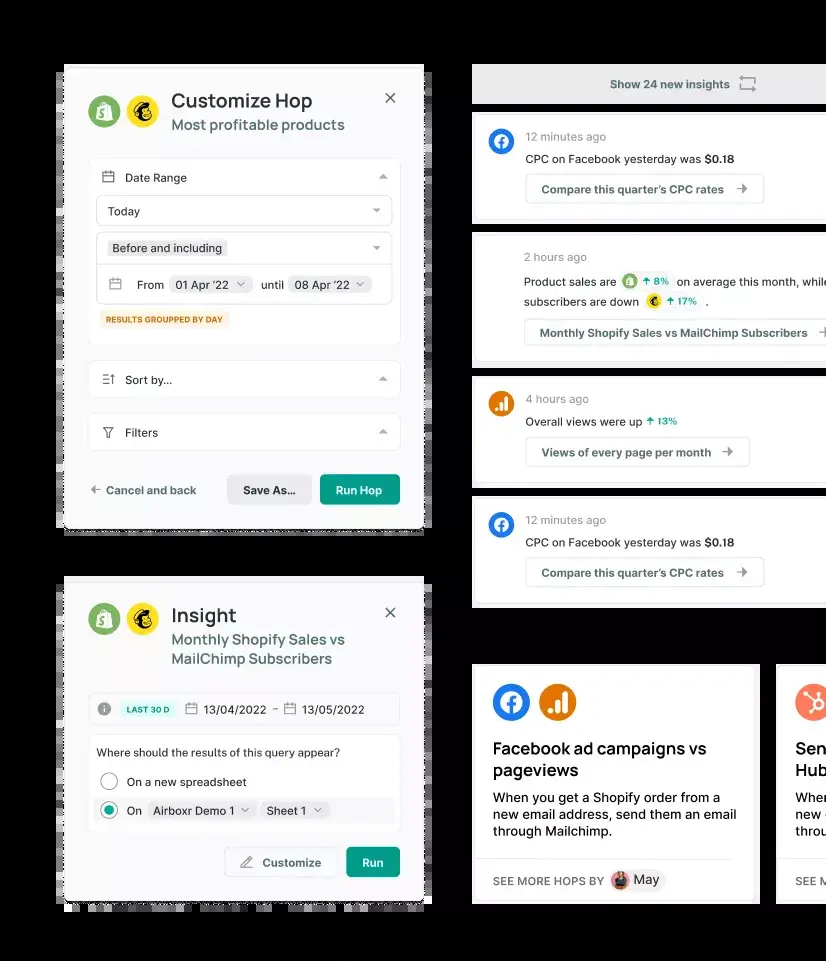 Customize Hop
Most profitable products
Date Range
Today
Before and including
From 01 Apr ’22 until 08 Apr ’22
RESULTS GROUPPED BY DAY
Sort by...
Filters
Cancel and back
Save As...
Run Hop
Insight
Monthly Shopify Sales vs
MailChimp Subscribers
LAST 30 D 13/04/2022 – 13/05/2022
Where should the results of this query appear?
On a new spreadsheet
On Airboxr Demo 1 Sheet 1
Customize
Run
Show 24 new insights
12 minutes ago
CPC on Facebook yesterday was $0.18
Compare this quarter’s CPC rates
2 hours ago
Product sales are 8% on average this month, while
subscribers are down 17% .
Monthly Shopify Sales vs MailChimp Subscribers
4 hours ago
Overall views were up 13%
Views of every page per month
12 minutes ago
CPC on Facebook yesterday was $0.18
Compare this quarter’s CPC rates
Facebook ad campaigns vs
pageviews
When you get a Shopify order from a
new email address, send them an email
through Mailchimp.
SEE MORE HOPS BY May
Sen
Hub
When
new
throu
SEE M